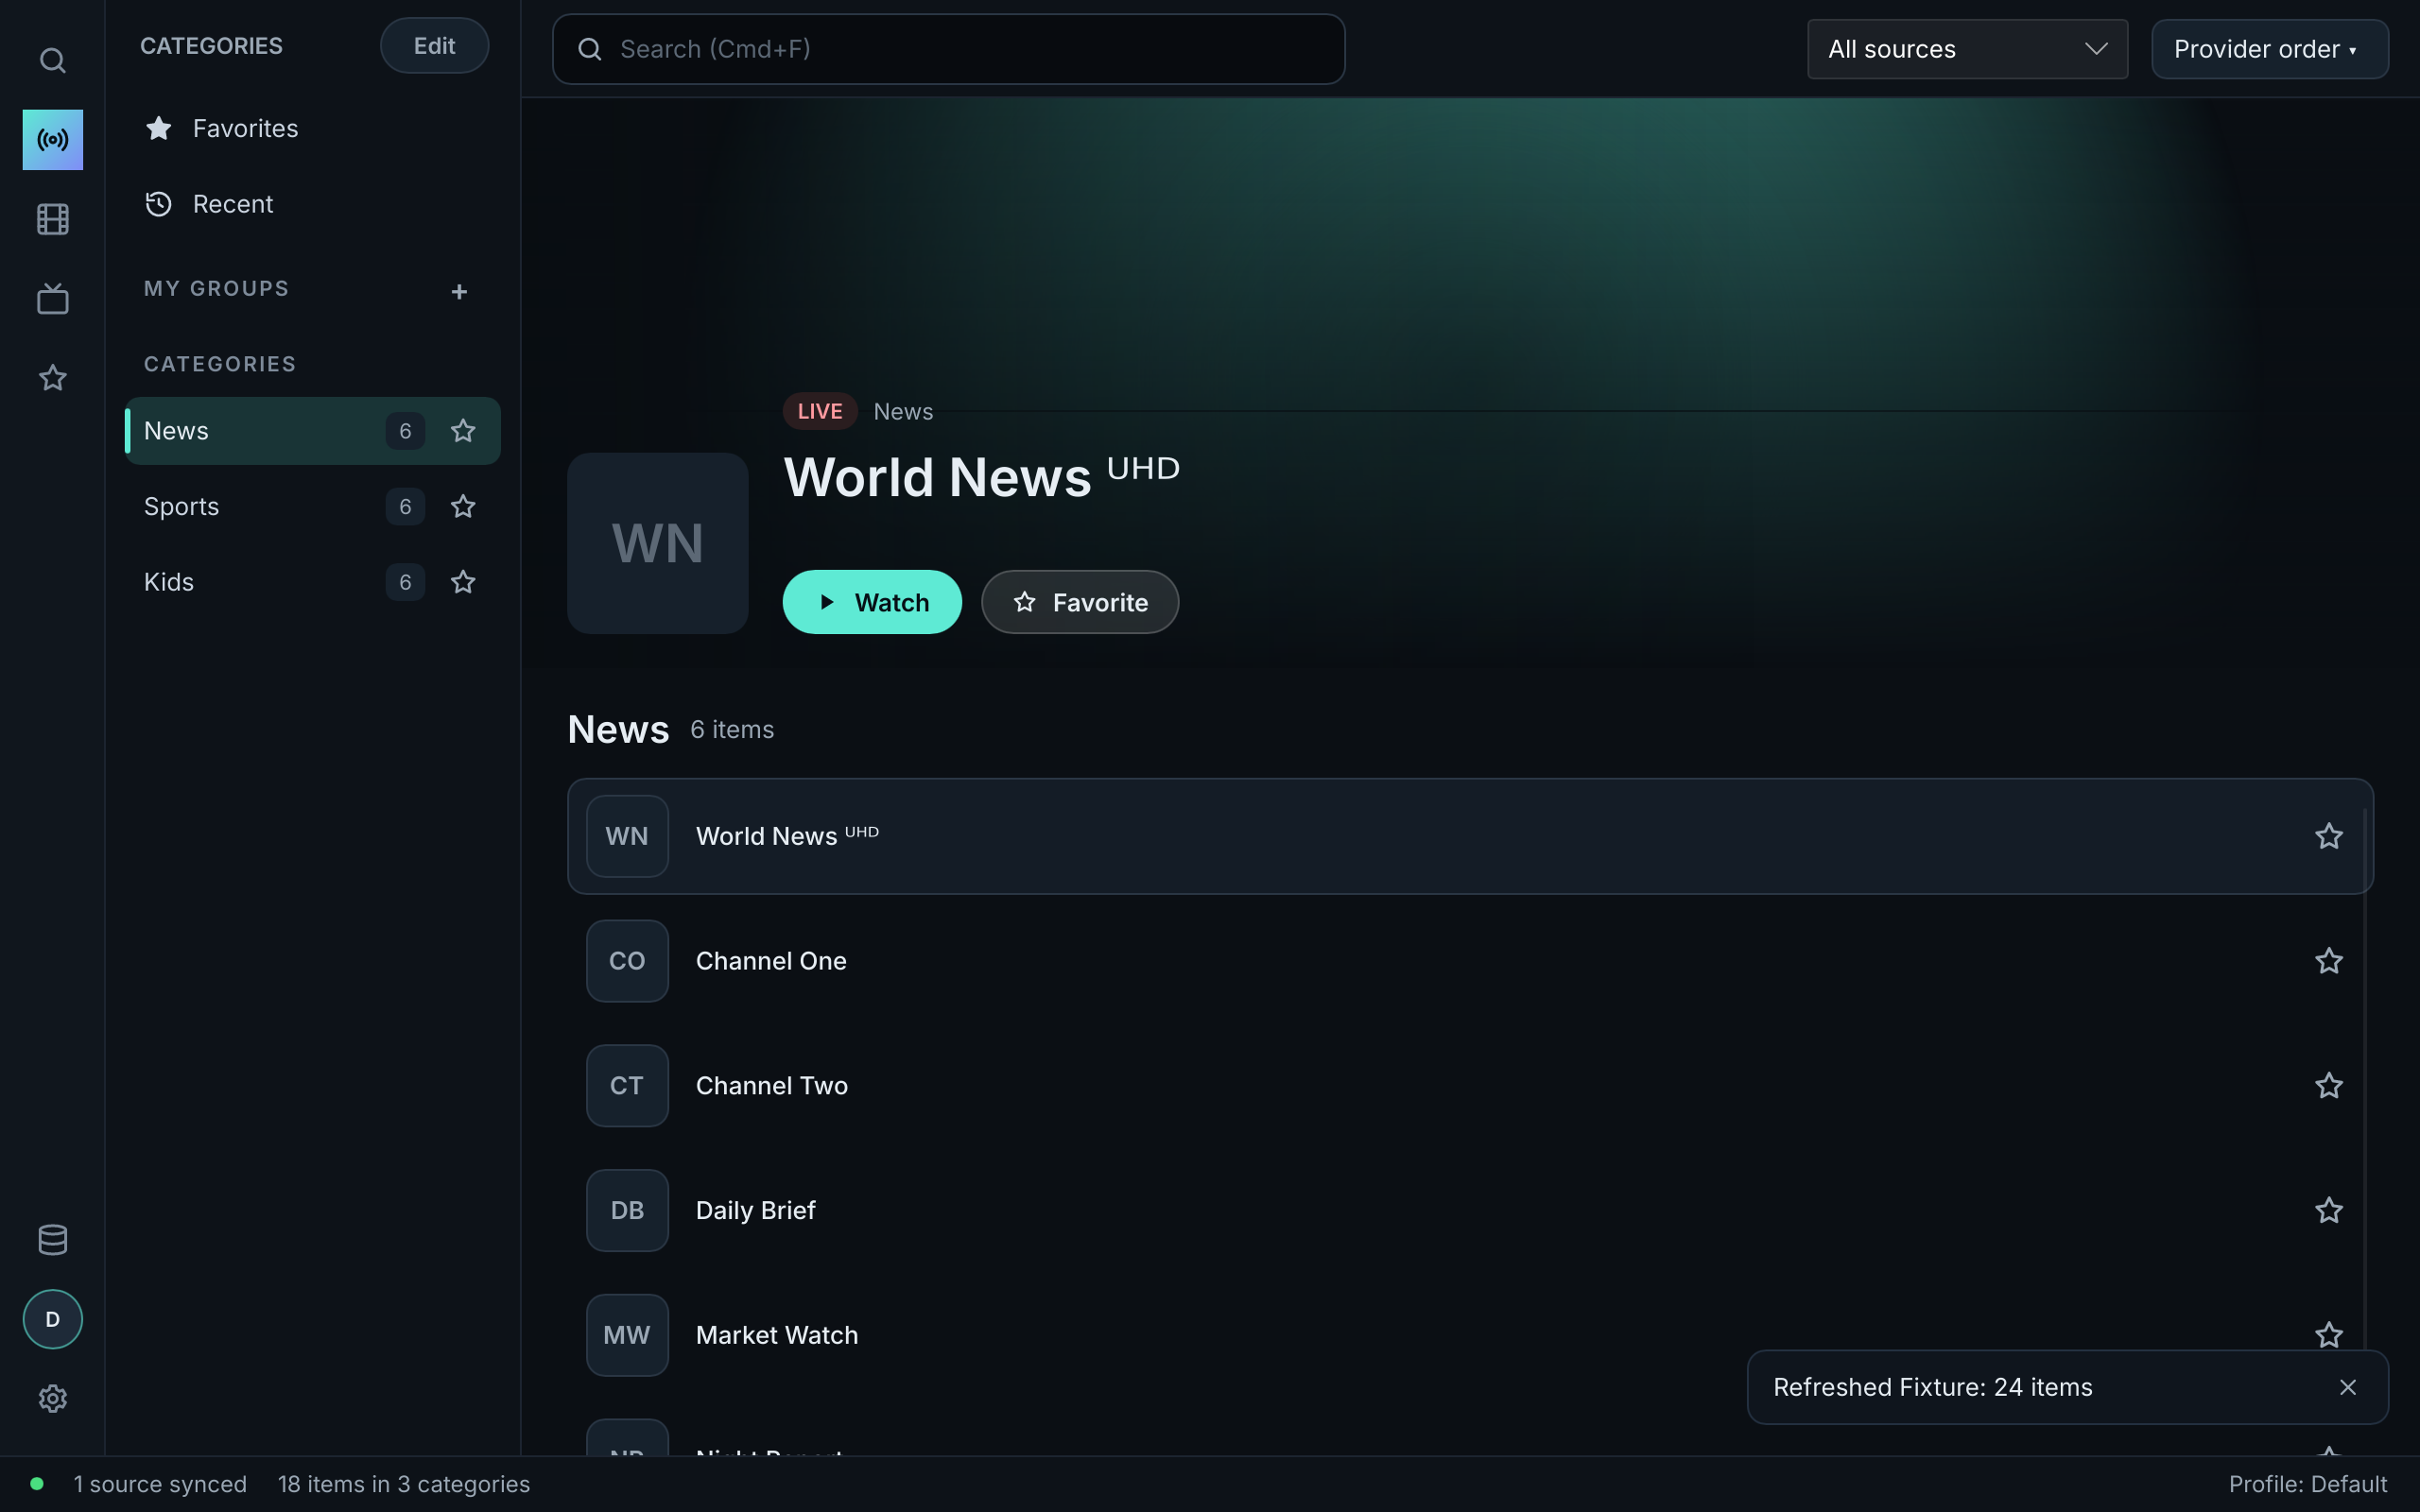 CATEGORIES
Edit
Search (Cmd+F)
All sources
Provider order
Favorites
Recent
MY GROUPS
+
CATEGORIES
News 6
Sports 6
Kids 6
LIVE News
World News ᵁᴴᴰ
WN
Watch
Favorite
News 6 items
WN World News ᵁᴴᴰ
CO Channel One
CT Channel Two
DB Daily Brief
MW Market Watch
Refreshed Fixture: 24 items
NR Night Report
D
1 source synced 18 items in 3 categories
Profile: Default